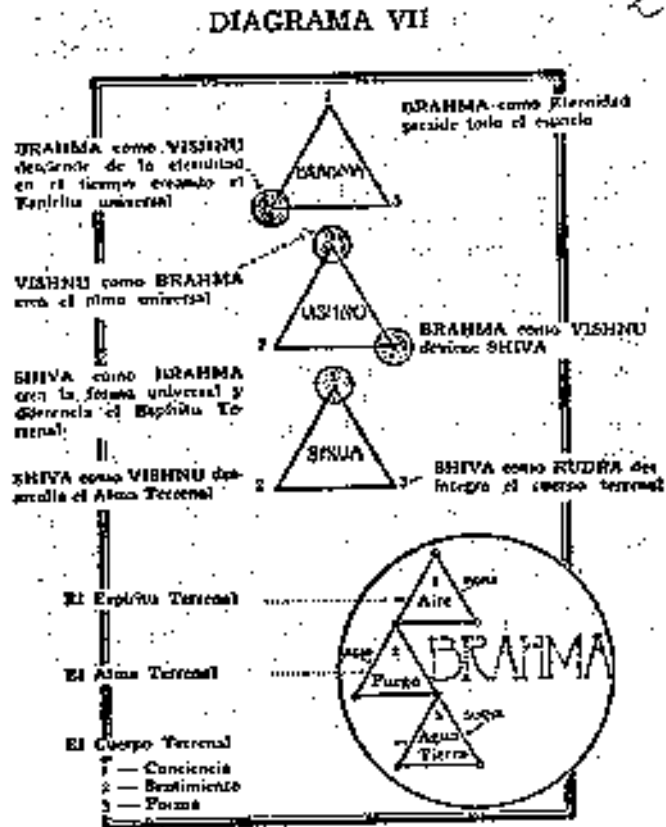 DIAGRAMA VII
1
BRAHMA como Eternidad
preside todo el espacio
BRAHMA como VISHNU
desciende de la eternidad
en el tiempo creando el
Espíritu universal
BRAHMA
3
VISHNU como BRAHMA
crea el alma universal
VISHNU
2
BRAHMA como VISHNU
deviene SHIVA
SHIVA como BRAHMA
crea la forma universal y
diferencia el Espíritu Te-
rrenal
SHIVA
2
3
SHIVA como VISHNU des-
arrolla el Alma Terrenal
SHIVA como RUDRA des-
integra el cuerpo terrenal
El Espíritu Terrenal
Aire
El Alma Terrenal
Fuego
BRAHMA
El Cuerpo Terrenal
Agua
Tierra
1 — Conciencia
2 — Sentimiento
3 — Forma